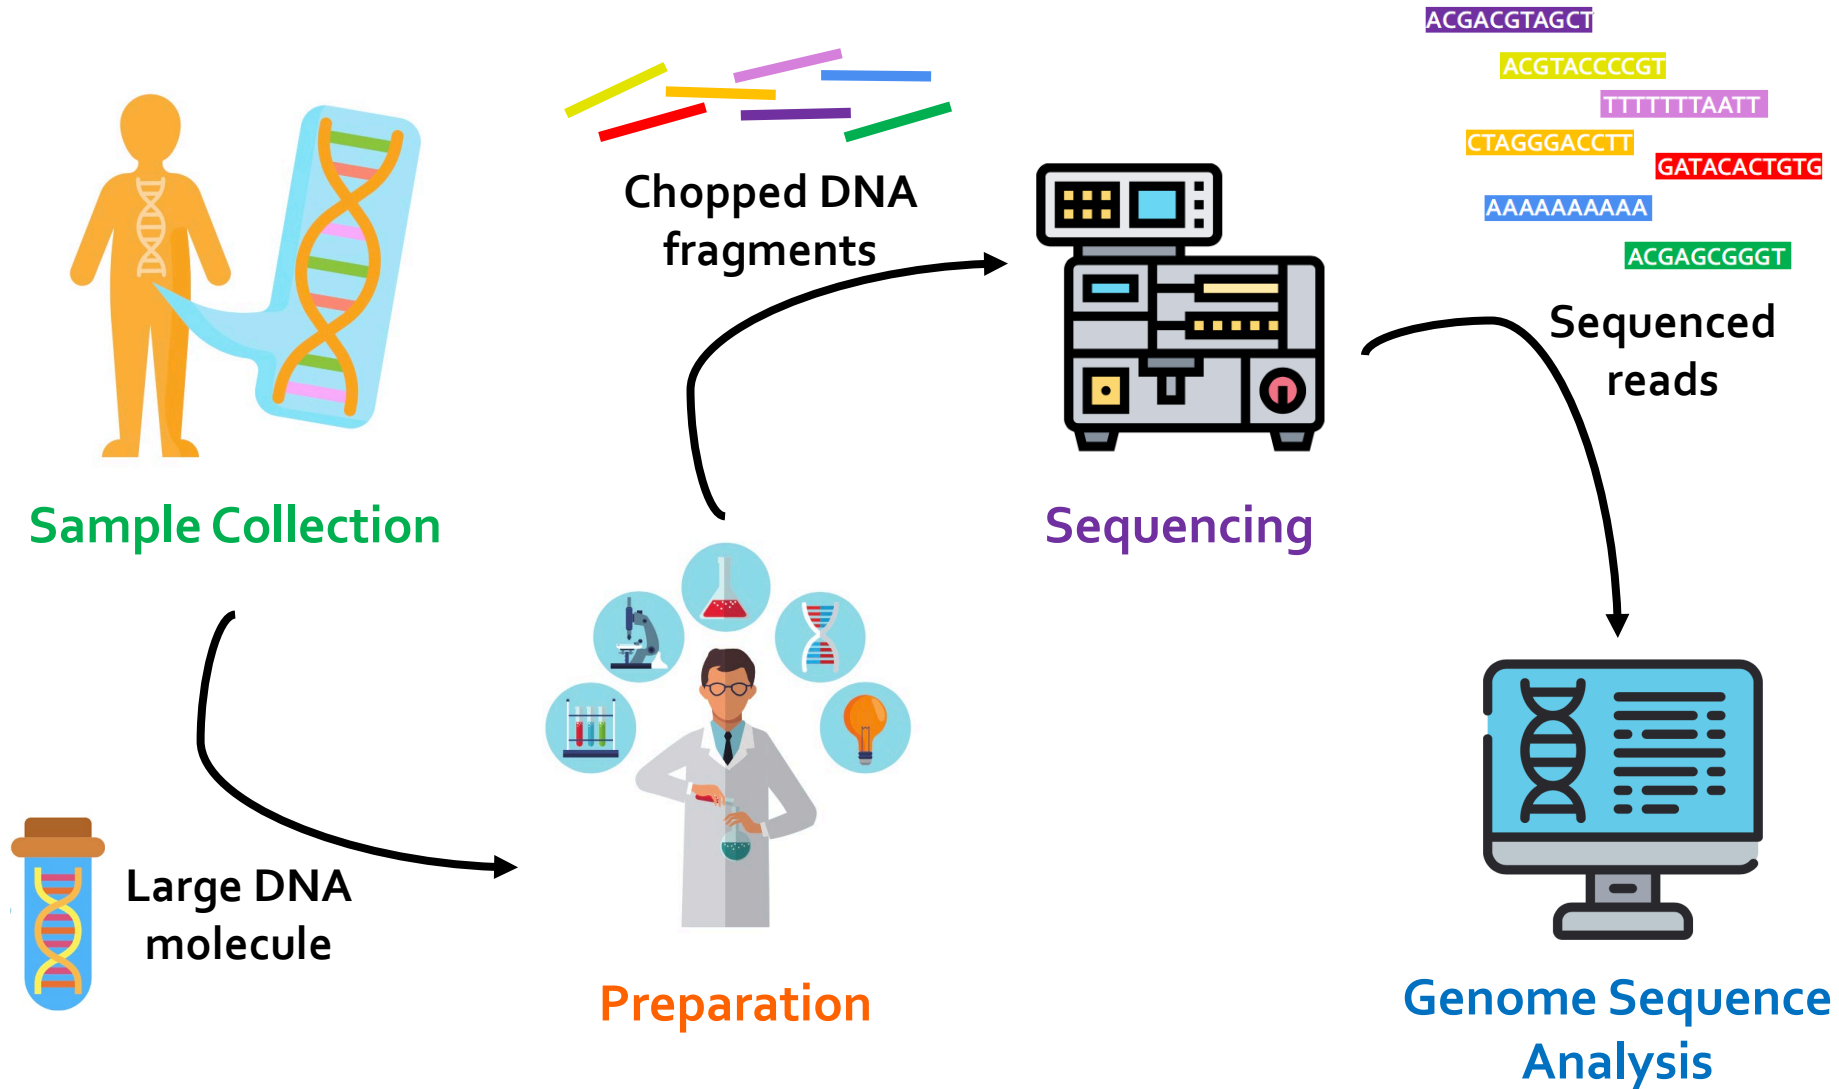 ACGACGTAGCT
ACGTACCCCGT
TTTTTTTAATT
CTAGGGACCTT
GATACACTGTG
AAAAAAAAAA
ACGAGCGGGT
Chopped DNA
fragments
Sequenced
reads
Sample Collection
Sequencing
Large DNA
molecule
Preparation
Genome Sequence
Analysis